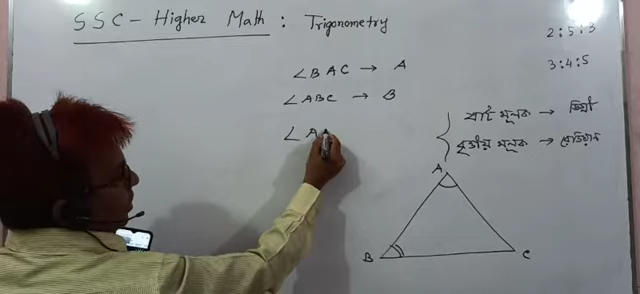 SSC - Higher Math : Trigonometry
2:5:3
3:4:5
∠BAC → A
∠ABC → B
∠A
মূলক →
মূলক → রেডিয়ান
A
B
C